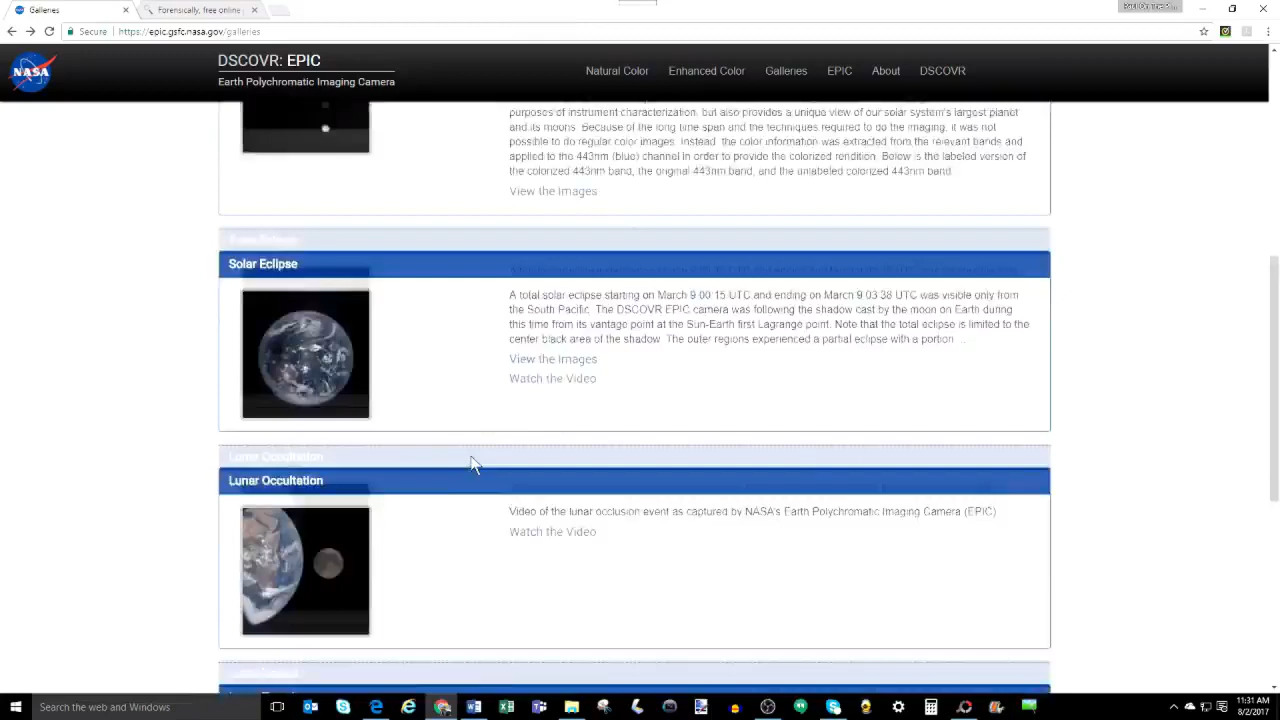 Galleries
Forensically, free online
Secure
https://epic.gsfc.nasa.gov/galleries
NASA
DSCOVR: EPIC
Earth Polychromatic Imaging Camera
Natural Color
Enhanced Color
Galleries
EPIC
About
DSCOVR
purposes of instrument characterization, but also provides a unique view of our solar system's largest planet
and its moons. Because of the long time span and the techniques required to do the imaging, it was not
possible to do regular color images. Instead, the color information was extracted from the relevant bands and
applied to the 443nm (blue) channel in order to provide the colorized rendition. Below is the labeled version of
the colorized 443nm band, the original 443nm band, and the unlabeled colorized 443nm band.
View the Images
Solar Eclipse
A total solar eclipse starting on March 9 00:15 UTC and ending on March 9 03:38 UTC was visible only from
the South Pacific. The DSCOVR EPIC camera was following the shadow cast by the moon on Earth during
this time from its vantage point at the Sun-Earth first Lagrange point. Note that the total eclipse is limited to the
center black area of the shadow. The outer regions experienced a partial eclipse with a portion ...
View the Images
Watch the Video
Lunar Occultation
Lunar Occultation
Video of the lunar occlusion event as captured by NASA's Earth Polychromatic Imaging Camera (EPIC)
Watch the Video
Search the web and Windows
11:31 AM
8/2/2017